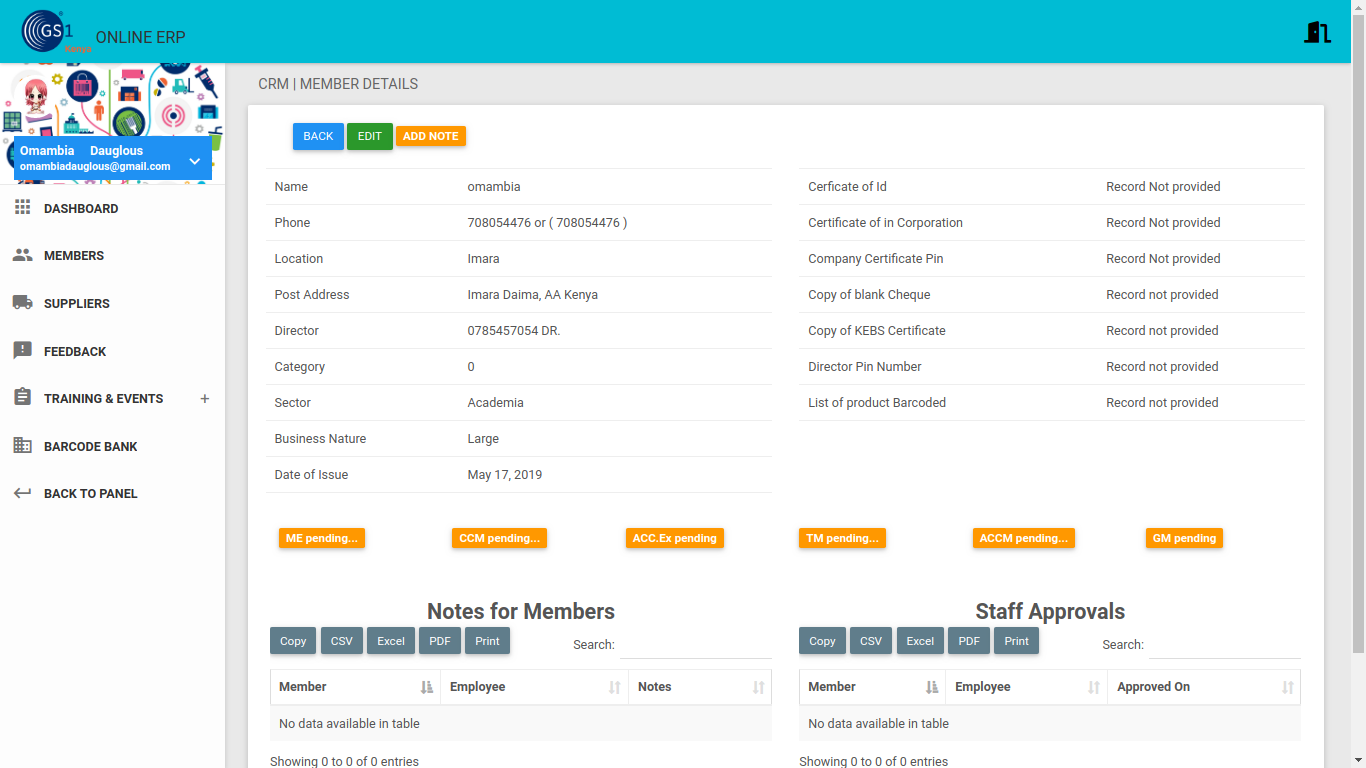 GS1
Kenya
ONLINE ERP
Omambia Dauglous
omambiadauglous@gmail.com
DASHBOARD
MEMBERS
SUPPLIERS
FEEDBACK
TRAINING & EVENTS +
BARCODE BANK
BACK TO PANEL
CRM | MEMBER DETAILS
BACK EDIT ADD NOTE
Name omambia
Phone 708054476 or ( 708054476 )
Location Imara
Post Address Imara Daima, AA Kenya
Director 0785457054 DR.
Category 0
Sector Academia
Business Nature Large
Date of Issue May 17, 2019
Cerficate of Id Record Not provided
Certificate of in Corporation Record Not provided
Company Certificate Pin Record Not provided
Copy of blank Cheque Record not provided
Copy of KEBS Certificate Record not provided
Director Pin Number Record not provided
List of product Barcoded Record not provided
ME pending... CCM pending... ACC.Ex pending TM pending... ACCM pending... GM pending
Notes for Members
Copy CSV Excel PDF Print Search:
Member Employee Notes
No data available in table
Showing 0 to 0 of 0 entries
Staff Approvals
Copy CSV Excel PDF Print Search:
Member Employee Approved On
No data available in table
Showing 0 to 0 of 0 entries